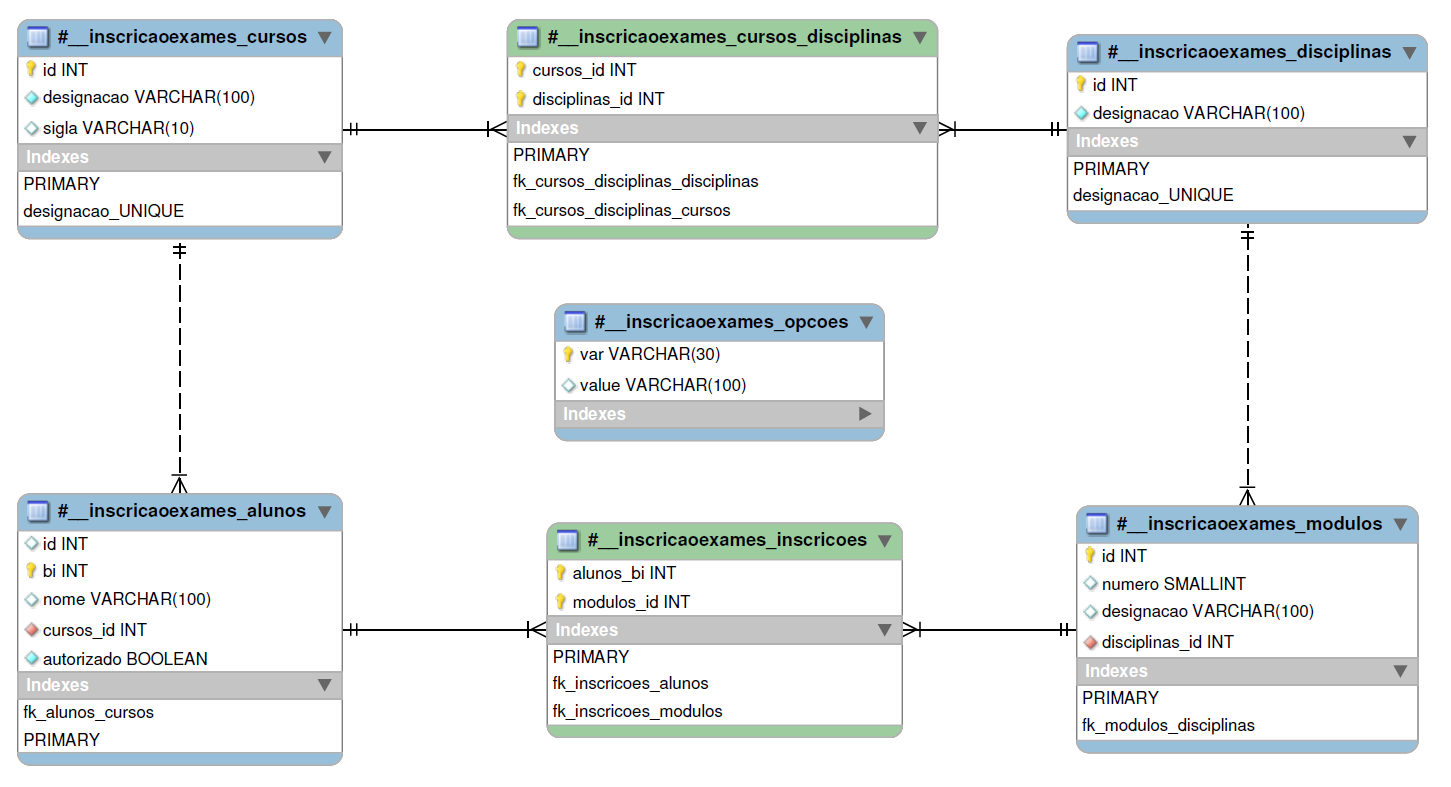 #__inscricaoexames_cursos
id INT
designacao VARCHAR(100)
sigla VARCHAR(10)
Indexes
PRIMARY
designacao_UNIQUE
#__inscricaoexames_cursos_disciplinas
cursos_id INT
disciplinas_id INT
Indexes
PRIMARY
fk_cursos_disciplinas_disciplinas
fk_cursos_disciplinas_cursos
#__inscricaoexames_disciplinas
id INT
designacao VARCHAR(100)
Indexes
PRIMARY
designacao_UNIQUE
#__inscricaoexames_opcoes
var VARCHAR(30)
value VARCHAR(100)
Indexes
#__inscricaoexames_alunos
id INT
bi INT
nome VARCHAR(100)
cursos_id INT
autorizado BOOLEAN
Indexes
fk_alunos_cursos
PRIMARY
#__inscricaoexames_inscricoes
alunos_bi INT
modulos_id INT
Indexes
PRIMARY
fk_inscricoes_alunos
fk_inscricoes_modulos
#__inscricaoexames_modulos
id INT
numero SMALLINT
designacao VARCHAR(100)
disciplinas_id INT
Indexes
PRIMARY
fk_modulos_disciplinas